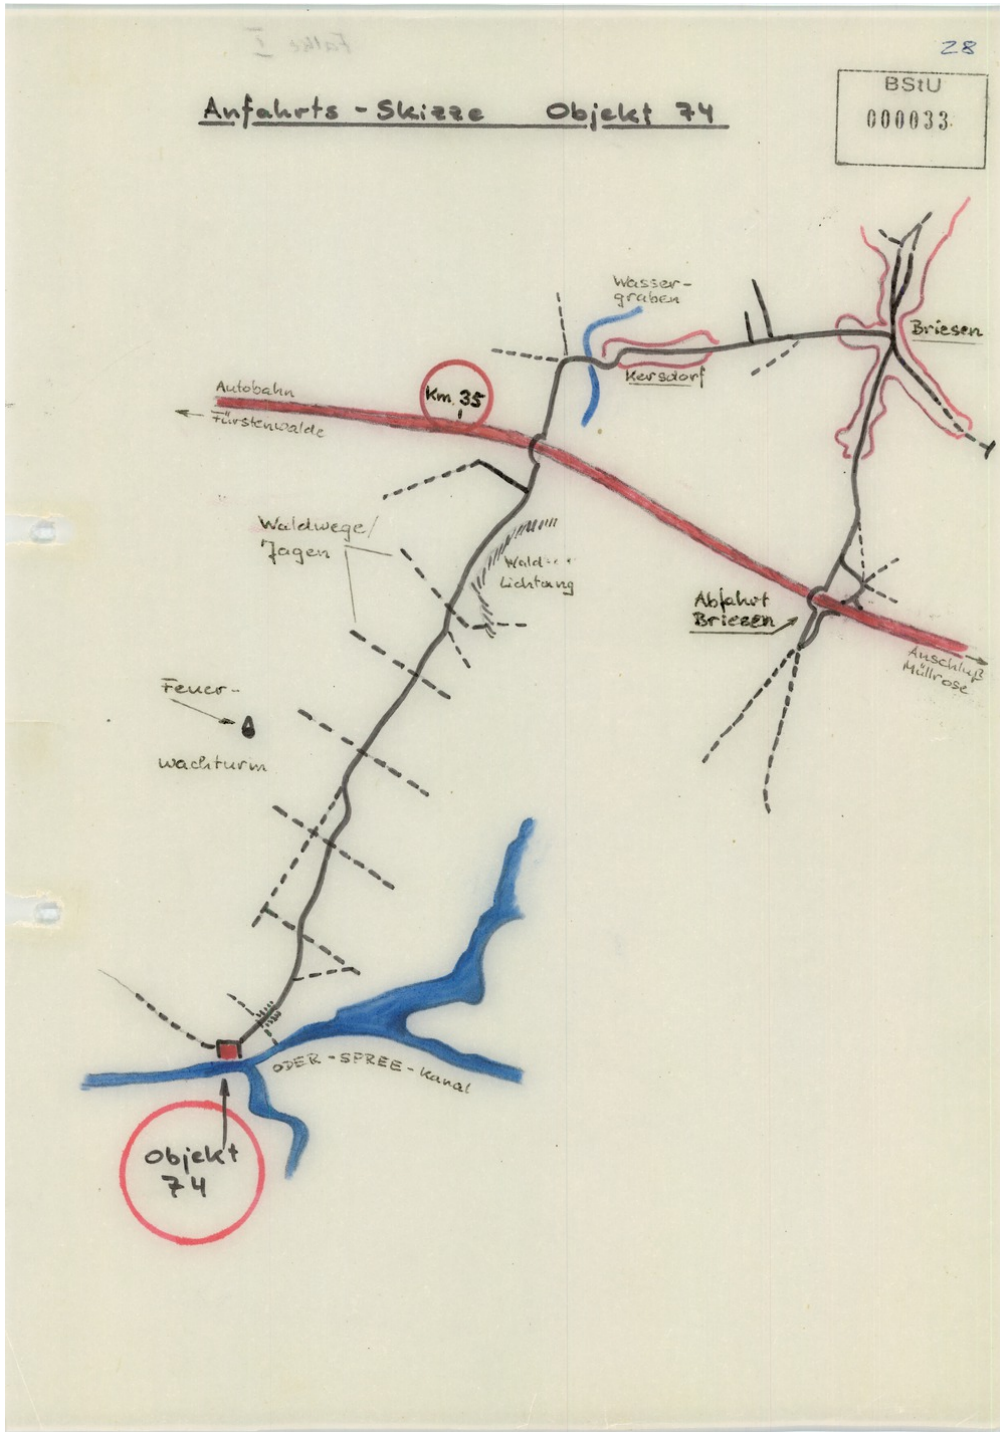 28
BStU
000033
Anfahrts-Skizze Objekt 74
Wasser-
graben
Briesen
Kersdorf
Autobahn
Fürstenwalde
Km. 35
Waldwege/
Jagen
Wald-
Lichtung
Abfahrt
Briesen
Anschluß
Müllrose
Feuer-
wachturm
ODER-SPREE-Kanal
Objekt
74
Falke I